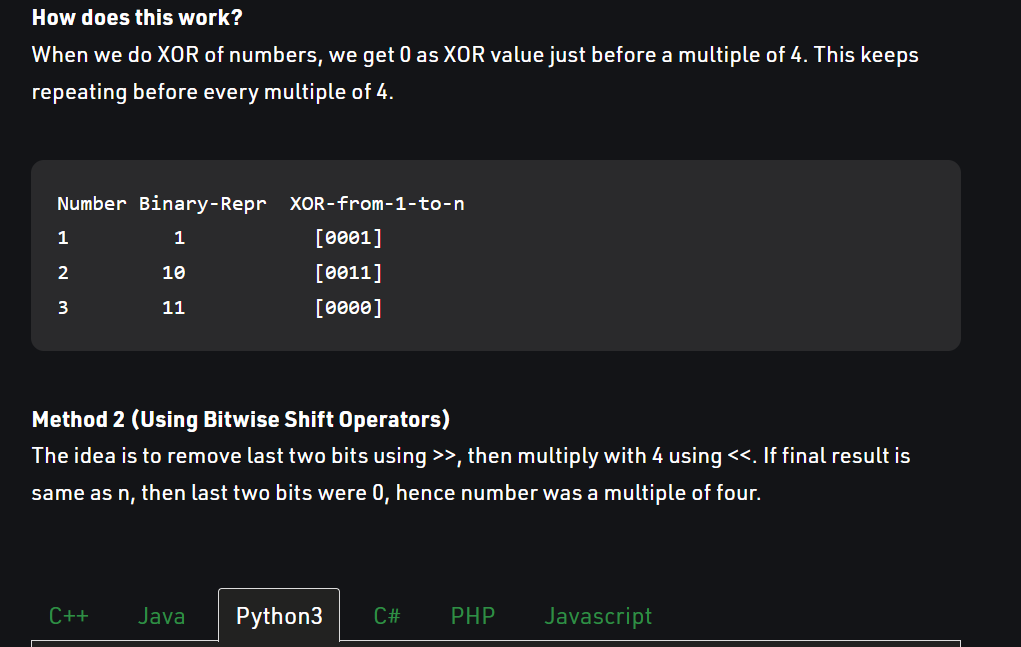 How does this work?
When we do XOR of numbers, we get 0 as XOR value just before a multiple of 4. This keeps
repeating before every multiple of 4.
Number Binary-Repr  XOR-from-1-to-n
1         1           [0001]
2        10           [0011]
3        11           [0000]
Method 2 (Using Bitwise Shift Operators)
The idea is to remove last two bits using >>, then multiply with 4 using <<. If final result is
same as n, then last two bits were 0, hence number was a multiple of four.
C++ Java Python3 C# PHP Javascript